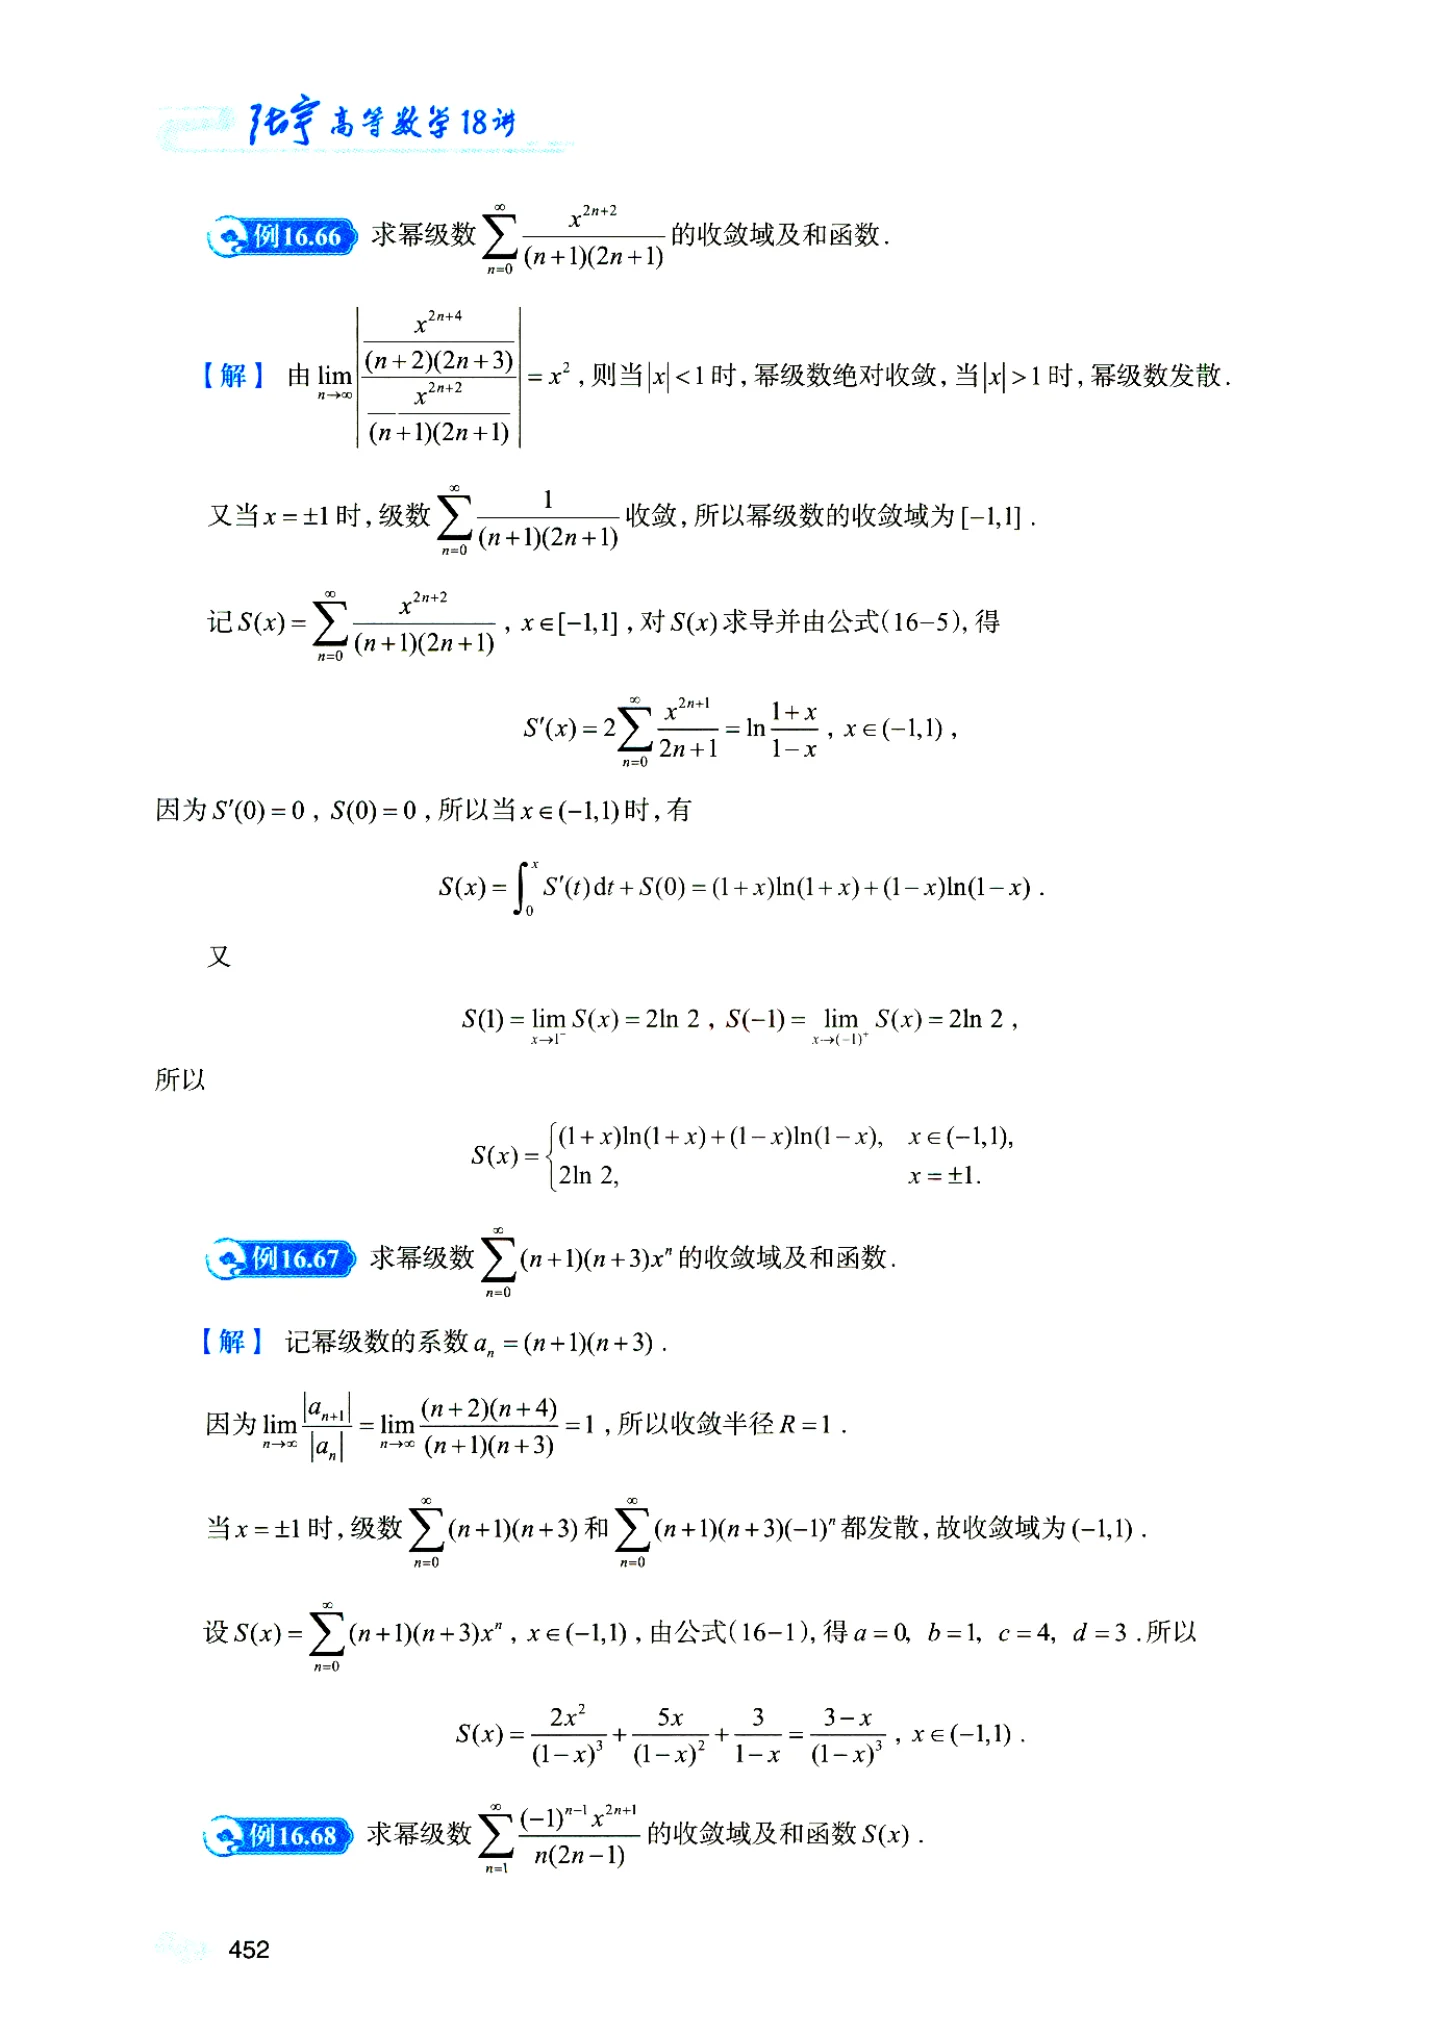 张宇高等数学18讲
例16.66 求幂级数$\sum_{n=0}^{\infty}\frac{x^{2n+2}}{(n+1)(2n+1)}$的收敛域及和函数.
【解】 由$\lim_{n\to\infty}\left|\frac{\frac{x^{2n+4}}{(n+2)(2n+3)}}{\frac{x^{2n+2}}{(n+1)(2n+1)}}\right|=x^2$,则当$|x|<1$时,幂级数绝对收敛,当$|x|>1$时,幂级数发散.
又当$x=\pm1$时,级数$\sum_{n=0}^{\infty}\frac{1}{(n+1)(2n+1)}$收敛,所以幂级数的收敛域为$[-1,1]$.
记$S(x)=\sum_{n=0}^{\infty}\frac{x^{2n+2}}{(n+1)(2n+1)}$,$x\in[-1,1]$,对$S(x)$求导并由公式(16-5),得
$S'(x)=2\sum_{n=0}^{\infty}\frac{x^{2n+1}}{2n+1}=\ln\frac{1+x}{1-x}$,$x\in(-1,1)$,
因为$S'(0)=0$,$S(0)=0$,所以当$x\in(-1,1)$时,有
$S(x)=\int_0^x S'(t)\mathrm{d}t+S(0)=(1+x)\ln(1+x)+(1-x)\ln(1-x)$.
又
$S(1)=\lim_{x\to1^-}S(x)=2\ln 2$,$S(-1)=\lim_{x\to(-1)^+}S(x)=2\ln 2$,
所以
$S(x)=\begin{cases}(1+x)\ln(1+x)+(1-x)\ln(1-x), & x\in(-1,1),\\ 2\ln 2, & x=\pm1.\end{cases}$
例16.67 求幂级数$\sum_{n=0}^{\infty}(n+1)(n+3)x^n$的收敛域及和函数.
【解】 记幂级数的系数$a_n=(n+1)(n+3)$.
因为$\lim_{n\to\infty}\frac{|a_{n+1}|}{|a_n|}=\lim_{n\to\infty}\frac{(n+2)(n+4)}{(n+1)(n+3)}=1$,所以收敛半径$R=1$.
当$x=\pm1$时,级数$\sum_{n=0}^{\infty}(n+1)(n+3)$和$\sum_{n=0}^{\infty}(n+1)(n+3)(-1)^n$都发散,故收敛域为$(-1,1)$.
设$S(x)=\sum_{n=0}^{\infty}(n+1)(n+3)x^n$,$x\in(-1,1)$,由公式(16-1),得$a=0$, $b=1$, $c=4$, $d=3$.所以
$S(x)=\frac{2x^2}{(1-x)^3}+\frac{5x}{(1-x)^2}+\frac{3}{1-x}=\frac{3-x}{(1-x)^3}$,$x\in(-1,1)$.
例16.68 求幂级数$\sum_{n=1}^{\infty}\frac{(-1)^{n-1}x^{2n+1}}{n(2n-1)}$的收敛域及和函数$S(x)$.
452